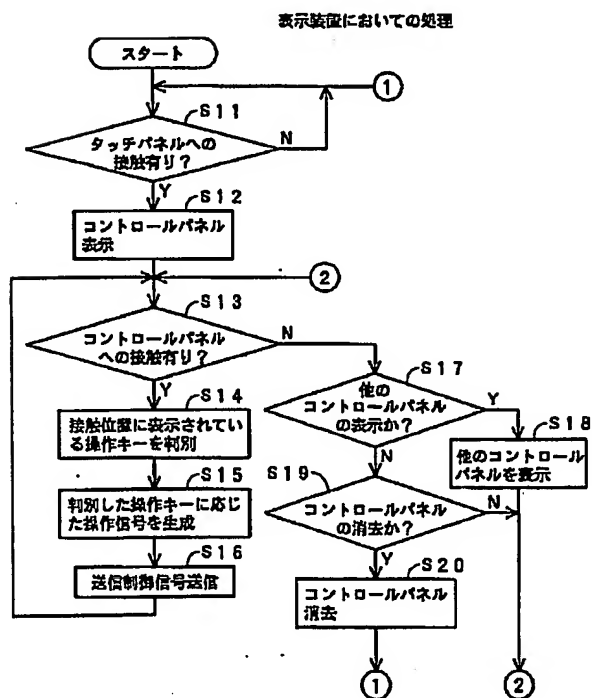 表示装置においての処理
スタート
①
S11
タッチパネルへの
接触有り？
N
Y
S12
コントロールパネル
表示
②
S13
コントロールパネル
への接触有り？
N
Y
S14
接触位置に表示されてい
る操作キーを判別
S15
判別した操作キーに応じ
た操作信号を生成
S16
送信制御信号送信
S17
他の
コントロールパネル
の表示か？
Y
N
S18
他のコントロール
パネルを表示
S19
コントロールパネル
の消去か？
N
Y
S20
コントロールパネル
消去
①
②